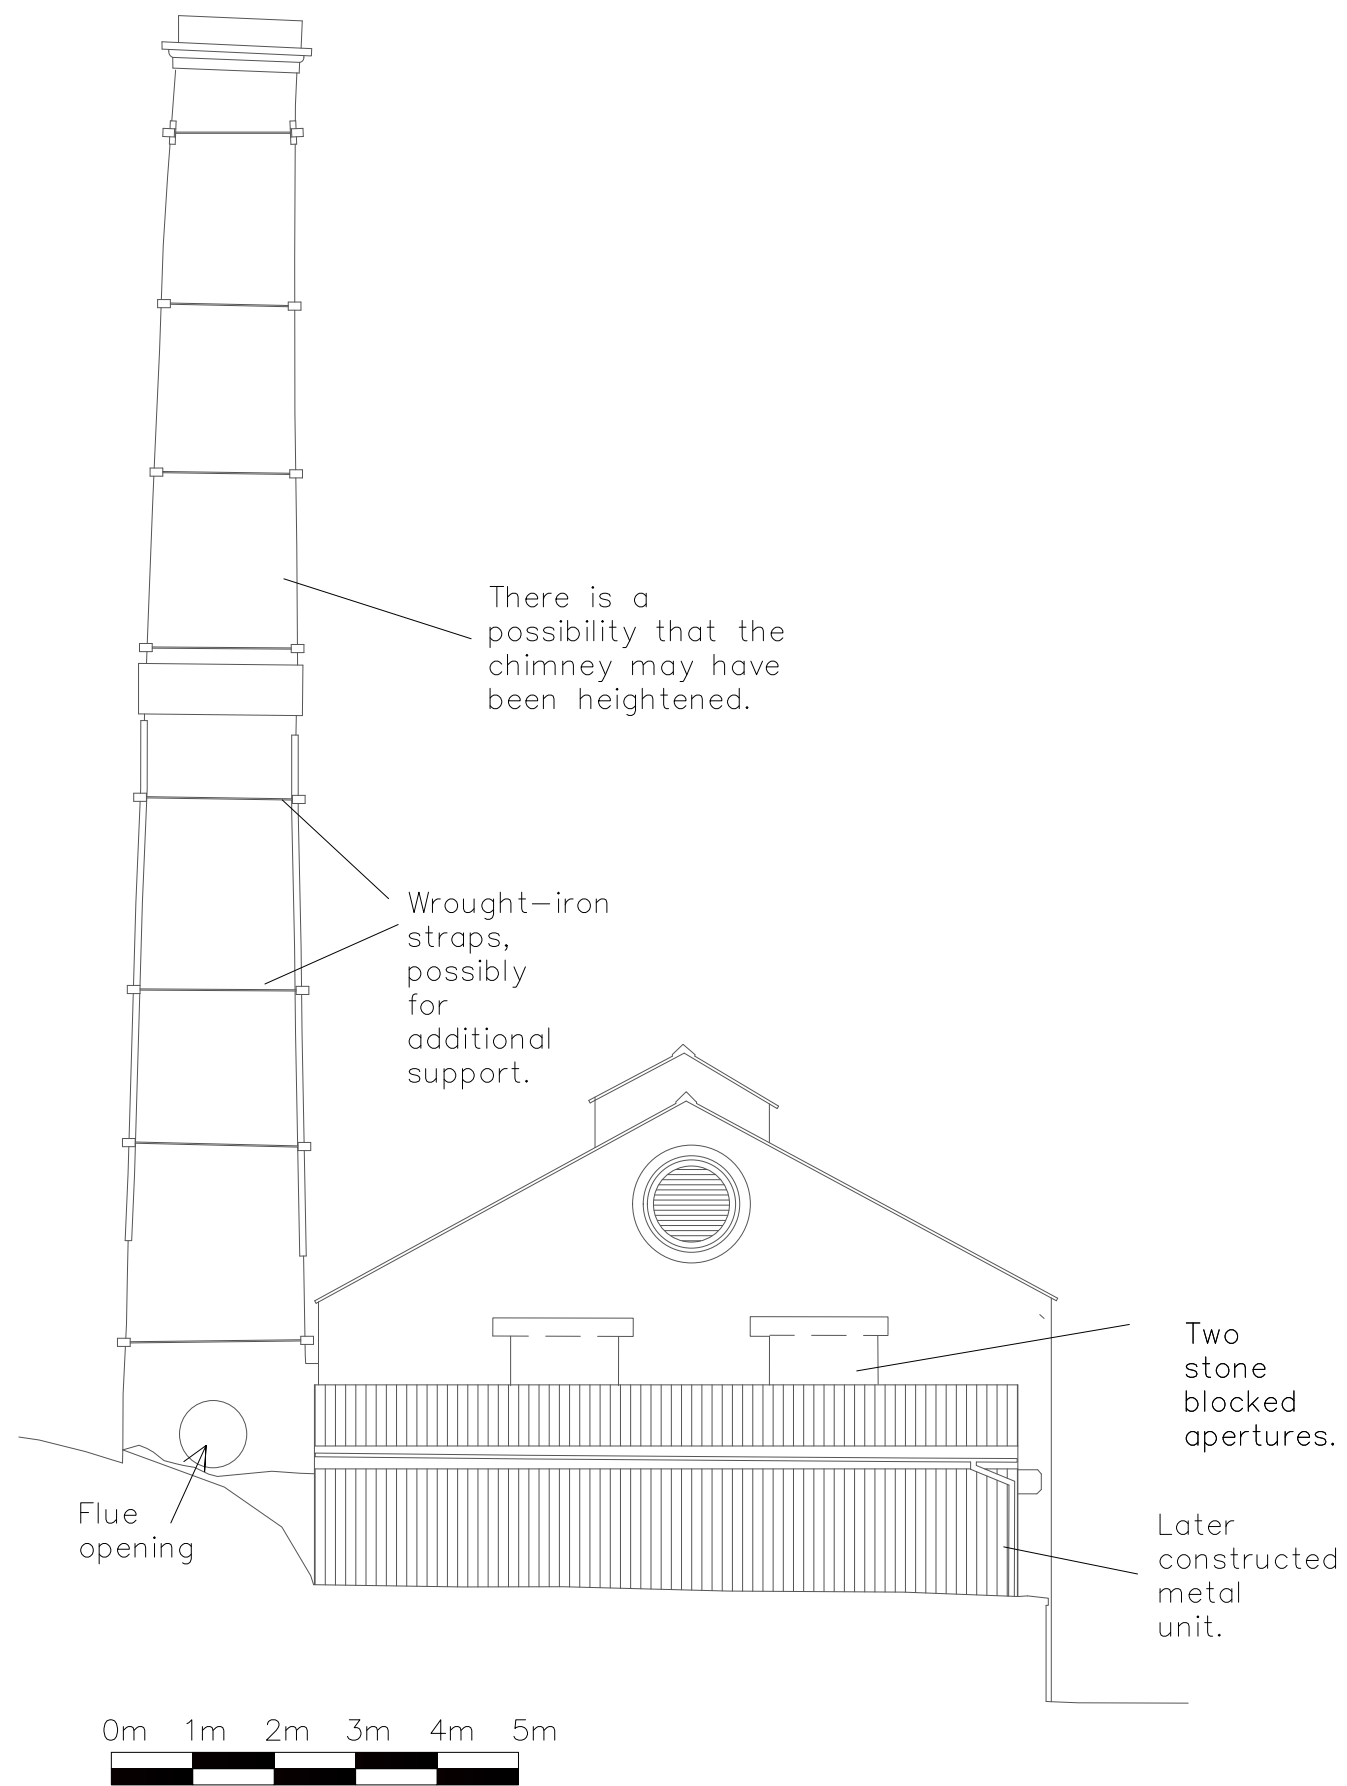 There is a
possibility that the
chimney may have
been heightened.
Wrought-iron
straps,
possibly
for
additional
support.
Two
stone
blocked
apertures.
Flue
opening
Later
constructed
metal
unit.
0m 1m 2m 3m 4m 5m